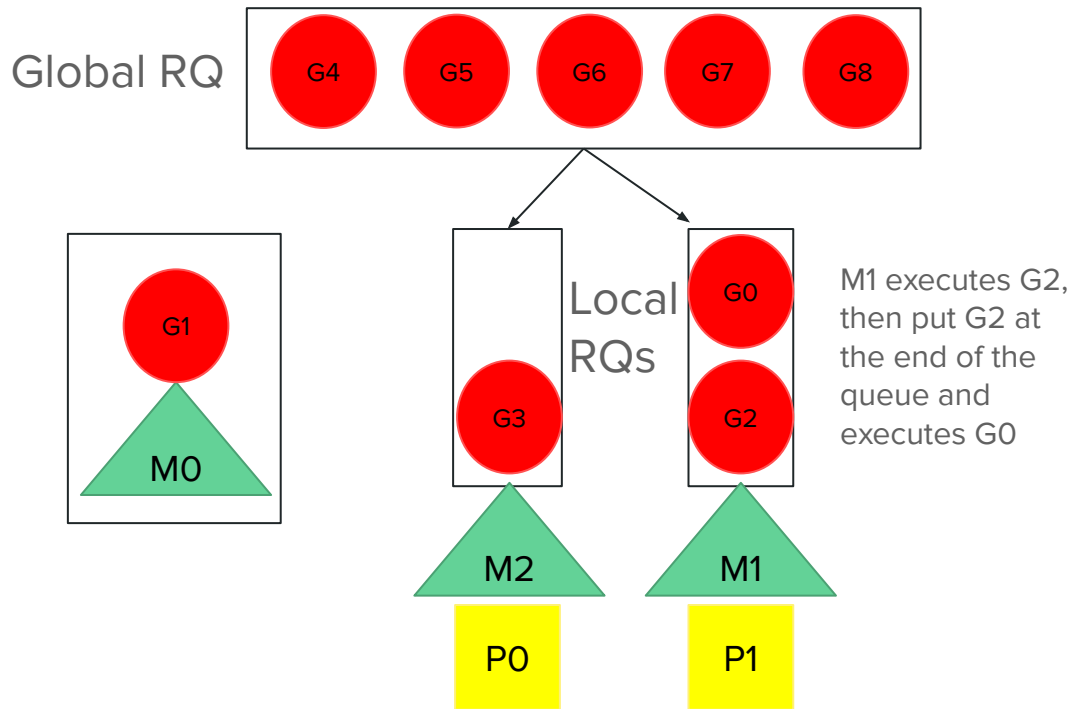 Global RQ
G4
G5
G6
G7
G8
G1
M0
Local
RQs
G3
G0
G2
M1 executes G2,
then put G2 at
the end of the
queue and
executes G0
M2
M1
P0
P1